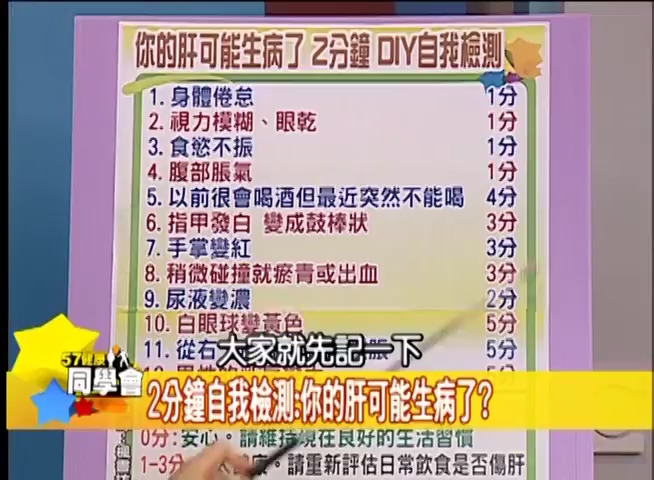 你的肝可能生病了 2分鐘 DIY自我檢測
1. 身體倦怠 1分
2. 視力模糊、眼乾 1分
3. 食慾不振 1分
4. 腹部脹氣 1分
5. 以前很會喝酒但最近突然不能喝 4分
6. 指甲發白 變成鼓棒狀 3分
7. 手掌變紅 3分
8. 稍微碰撞就瘀青或出血 3分
9. 尿液變濃 2分
10. 白眼球變黃色 5分
11. 從右 5分
大家就先記一下
5分
57健康
同學會
2分鐘自我檢測:你的肝可能生病了?
0分:安心。請維持現在良好的生活習慣
1-3分 健康。請重新評估日常飲食是否傷肝